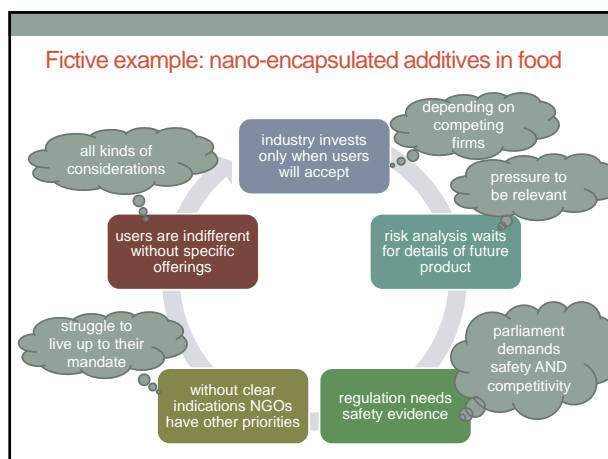 Fictive example: nano-encapsulated additives in food
industry invests
only when users
will accept
depending on
competing
firms
pressure to
be relevant
risk analysis waits
for details of future
product
parliament
demands
safety AND
competitivity
regulation needs
safety evidence
without clear
indications NGOs
have other priorities
struggle to
live up to their
mandate
users are indifferent
without specific
offerings
all kinds of
considerations